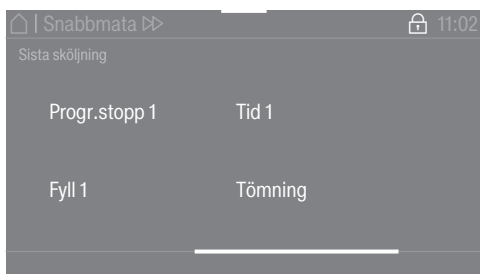 | Snabbmata 11:02
Sista sköljning
Progr.stopp 1 Tid 1
Fyll 1 Tömning